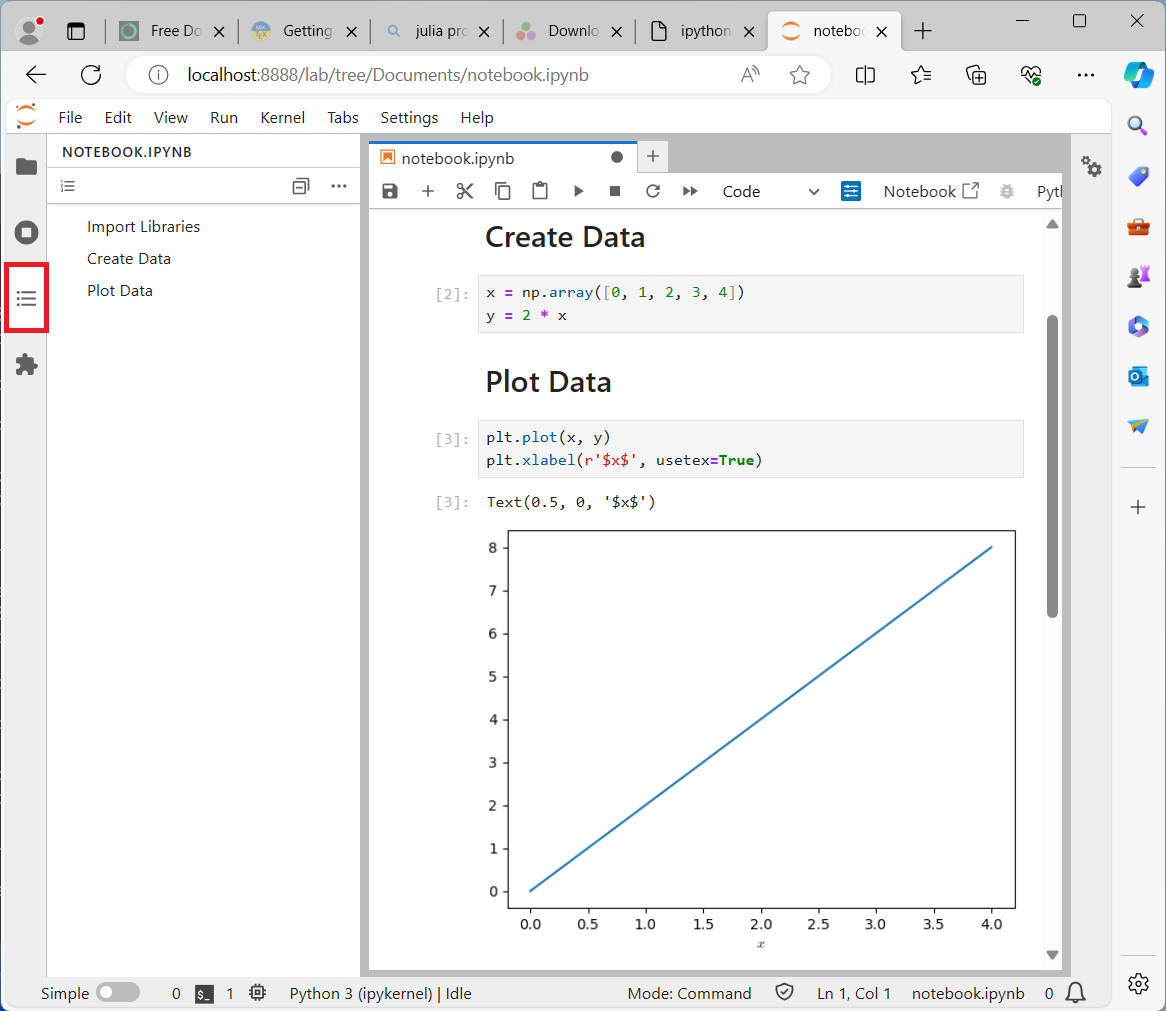 Free Do
Getting
julia pro
Downlo
ipython
noteboo
localhost:8888/lab/tree/Documents/notebook.ipynb
File Edit View Run Kernel Tabs Settings Help
NOTEBOOK.IPYNB
Import Libraries
Create Data
Plot Data
notebook.ipynb
Code Notebook Pyth
Create Data
[2]: x = np.array([0, 1, 2, 3, 4])
y = 2 * x
Plot Data
[3]: plt.plot(x, y)
plt.xlabel(r'$x$', usetex=True)
[3]: Text(0.5, 0, '$x$')
8
7
6
5
4
3
2
1
0
0.0 0.5 1.0 1.5 2.0 2.5 3.0 3.5 4.0
x
Simple 0 $_ 1 Python 3 (ipykernel) | Idle Mode: Command Ln 1, Col 1 notebook.ipynb 0